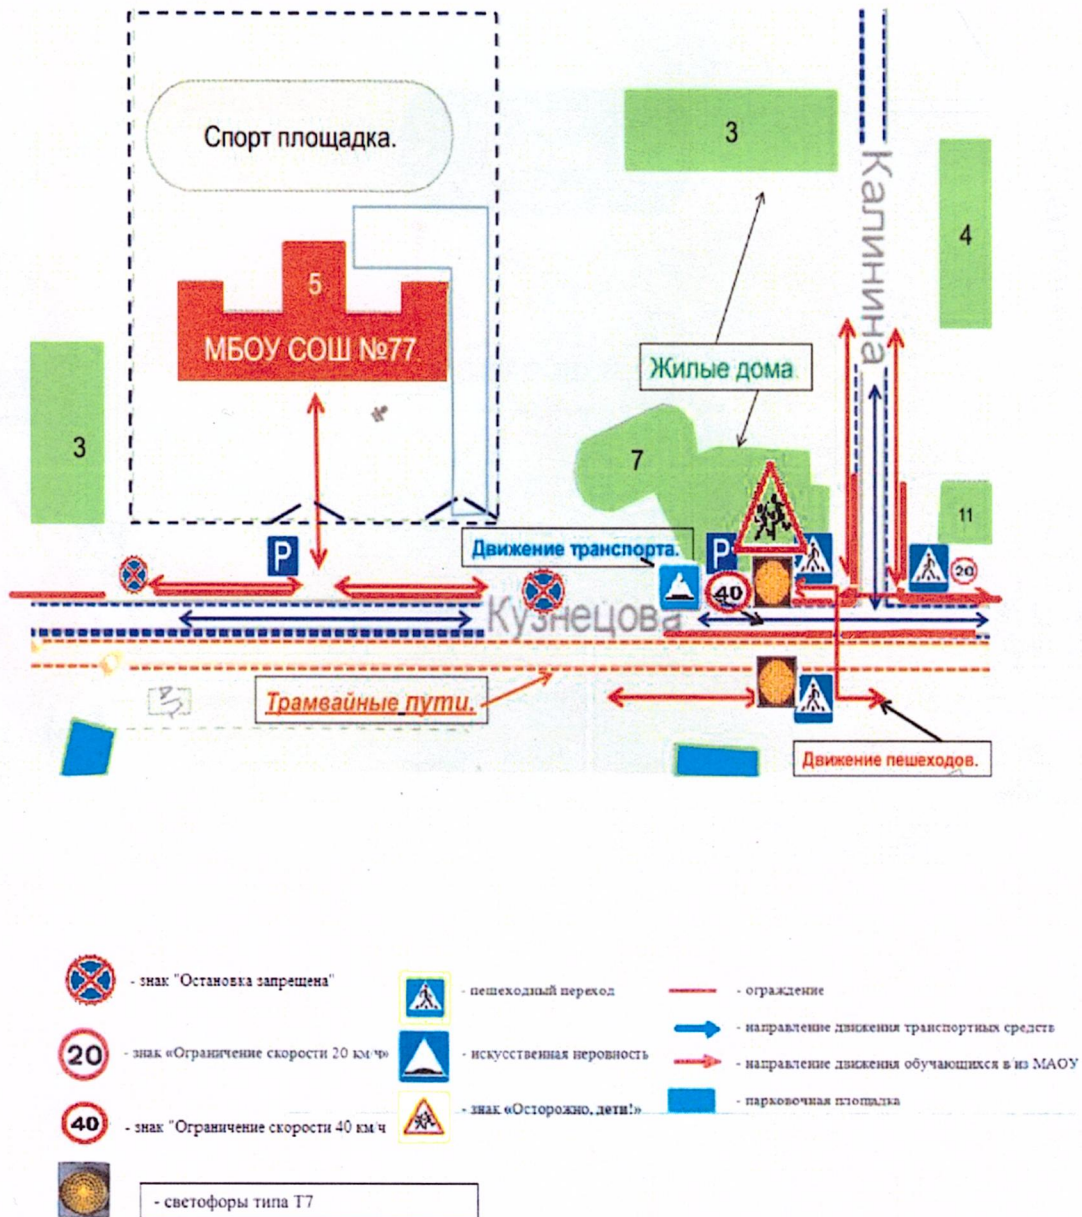 Спорт площадка.
3
Калинина
4
5
МБОУ СОШ №77
Жилые дома
3
7
11
Движение транспорта.
P
P
20
40
Кузнецова
Трамвайные пути.
Движение пешеходов.
- знак "Остановка запрещена"
- пешеходный переход
- ограждение
- направление движения транспортных средств
20 - знак «Ограничение скорости 20 км/ч»
- искусственная неровность
- направление движения обучающихся в/из МАОУ
- парковочная площадка
40 - знак "Ограничение скорости 40 км/ч
- знак «Осторожно, дети!»
- светофоры типа Т7